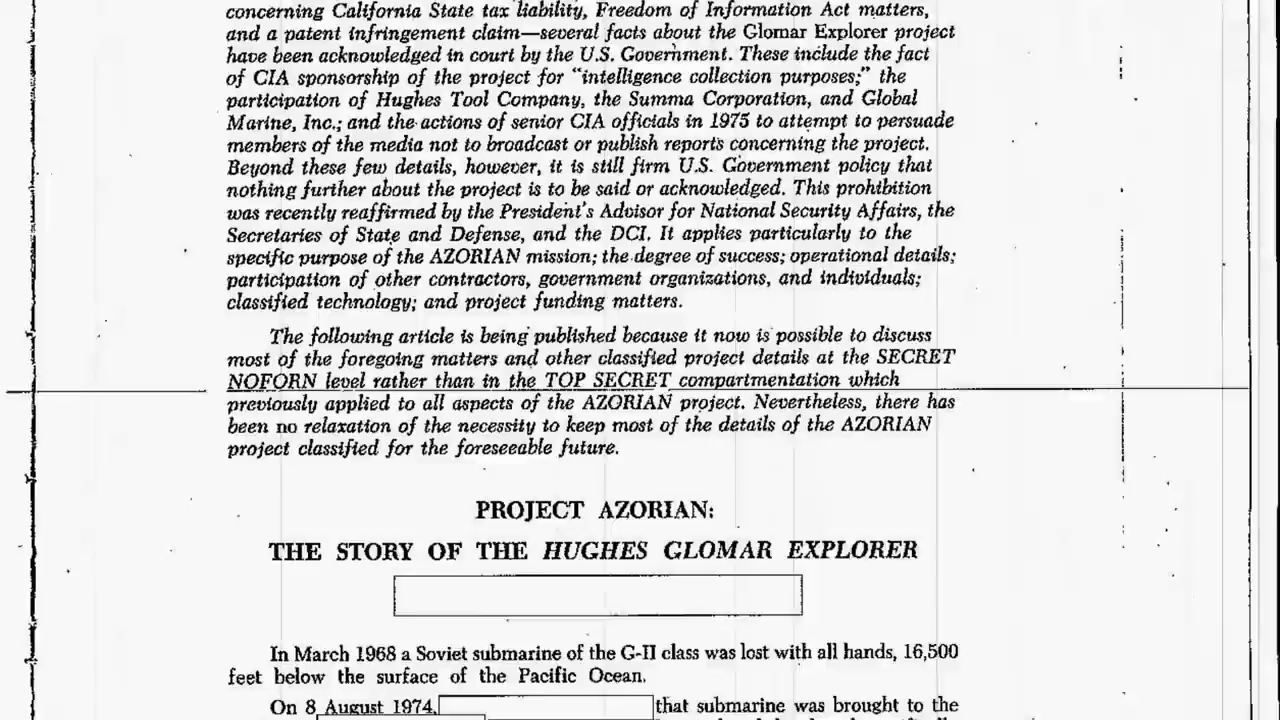 concerning California State tax liability, Freedom of Information Act matters,
and a patent infringement claim—several facts about the Glomar Explorer project
have been acknowledged in court by the U.S. Government. These include the fact
of CIA sponsorship of the project for "intelligence collection purposes;" the
participation of Hughes Tool Company, the Summa Corporation, and Global
Marine, Inc.; and the actions of senior CIA officials in 1975 to attempt to persuade
members of the media not to broadcast or publish reports concerning the project.
Beyond these few details, however, it is still firm U.S. Government policy that
nothing further about the project is to be said or acknowledged. This prohibition
was recently reaffirmed by the President's Advisor for National Security Affairs, the
Secretaries of State and Defense, and the DCI. It applies particularly to the
specific purpose of the AZORIAN mission; the degree of success; operational details;
participation of other contractors, government organizations, and individuals;
classified technology; and project funding matters.
The following article is being published because it now is possible to discuss
most of the foregoing matters and other classified project details at the SECRET
NOFORN level rather than in the TOP SECRET compartmentation which
previously applied to all aspects of the AZORIAN project. Nevertheless, there has
been no relaxation of the necessity to keep most of the details of the AZORIAN
project classified for the foreseeable future.
PROJECT AZORIAN:
THE STORY OF THE HUGHES GLOMAR EXPLORER
In March 1968 a Soviet submarine of the G-II class was lost with all hands, 16,500
feet below the surface of the Pacific Ocean.
On 8 August 1974, that submarine was brought to the